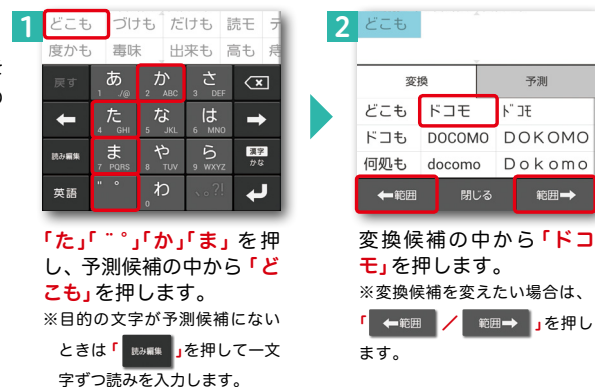 1
どこも づけも だけも 読モ
度かも 毒味 出来も 高も
戻す あ 1 ./@ か 2 ABC さ 3 DEF
← た 4 GHI な 5 JKL は 6 MNO →
読み編集 ま 7 PQRS や 8 TUV ら 9 WXYZ 漢字 かな
英語 ゛゜ わ 0 、。?!
「た」「゛゜」「か」「ま」を押
し、予測候補の中から「ど
こも」を押します。
※目的の文字が予測候補にない
ときは「読み編集」を押して一文
字ずつ読みを入力します。
2
どこも
変換 予測
どこも ドコモ ﾄﾞｺﾓ
ドコも DOCOMO ＤＯＫＯＭＯ
何処も docomo Ｄｏｋｏｍｏ
←範囲 閉じる 範囲→
変換候補の中から「ドコ
モ」を押します。
※変換候補を変えたい場合は、
「←範囲／範囲→」を押し
ます。